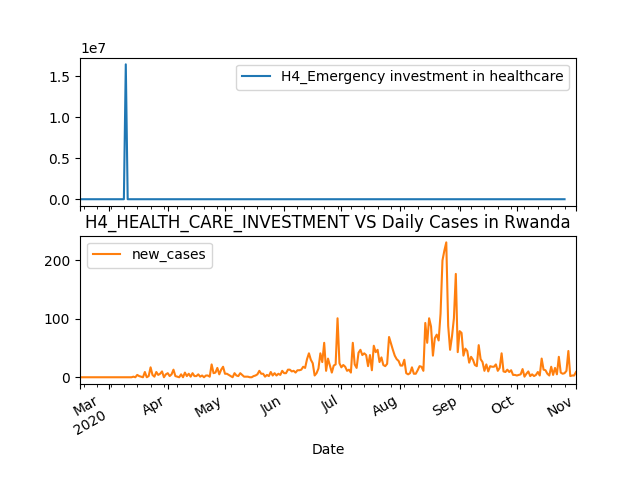 1e7
H4_Emergency investment in healthcare
1.5
1.0
0.5
0.0
H4_HEALTH_CARE_INVESTMENT VS Daily Cases in Rwanda
new_cases
200
100
0
Mar
2020
Apr
May
Jun
Jul
Aug
Sep
Oct
Nov
Date